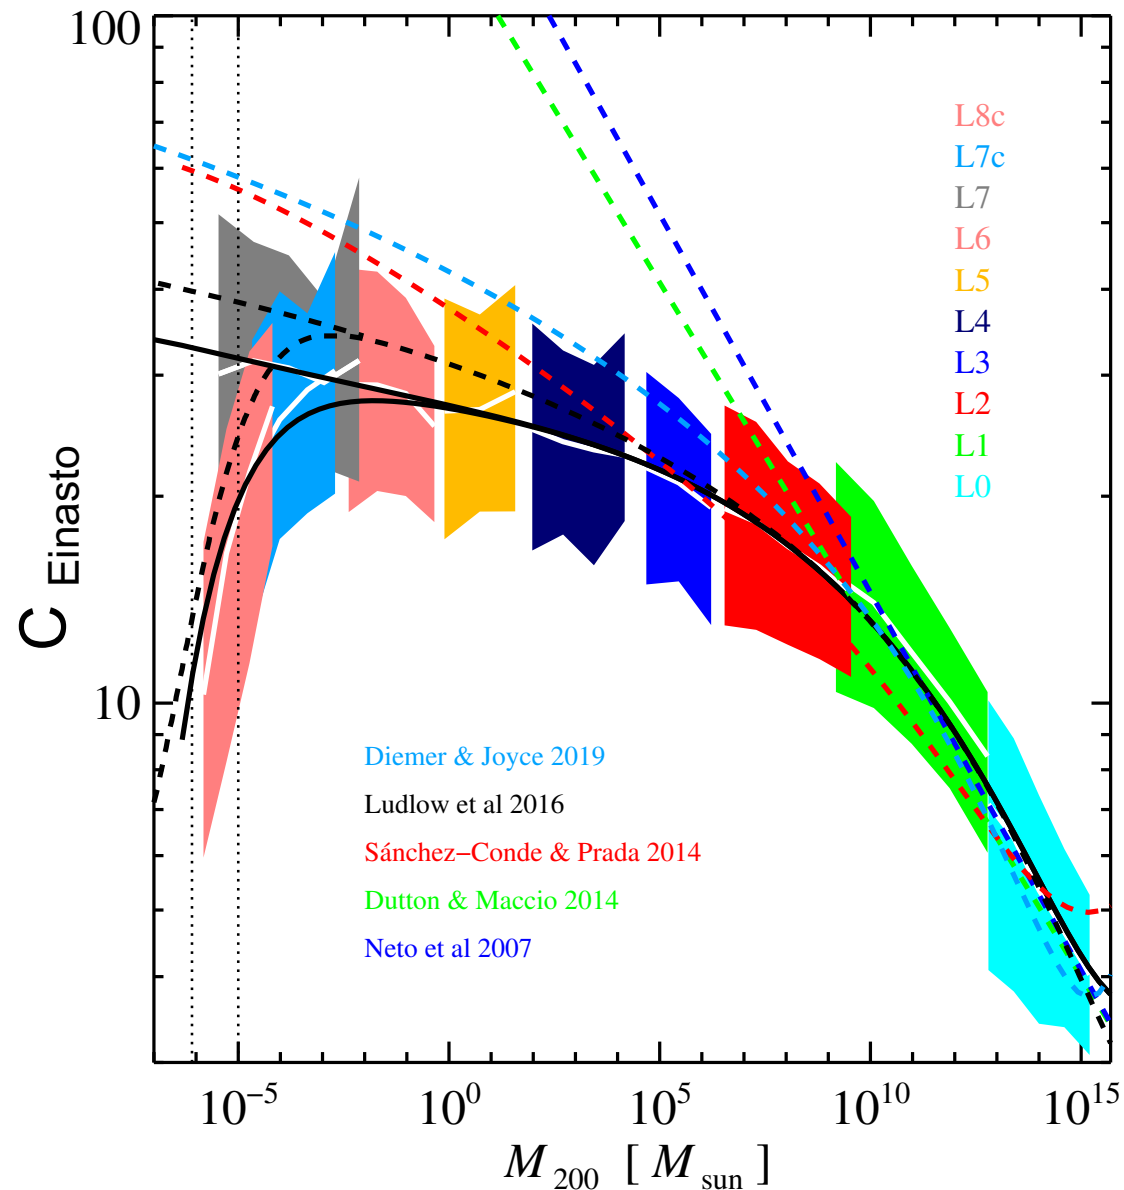 100
L8c
L7c
L7
L6
L5
L4
L3
L2
L1
L0
C Einasto
10
Diemer & Joyce 2019
Ludlow et al 2016
Sánchez−Conde & Prada 2014
Dutton & Maccio 2014
Neto et al 2007
10⁻⁵ 10⁰ 10⁵ 10¹⁰ 10¹⁵
M₂₀₀ [ M_sun ]